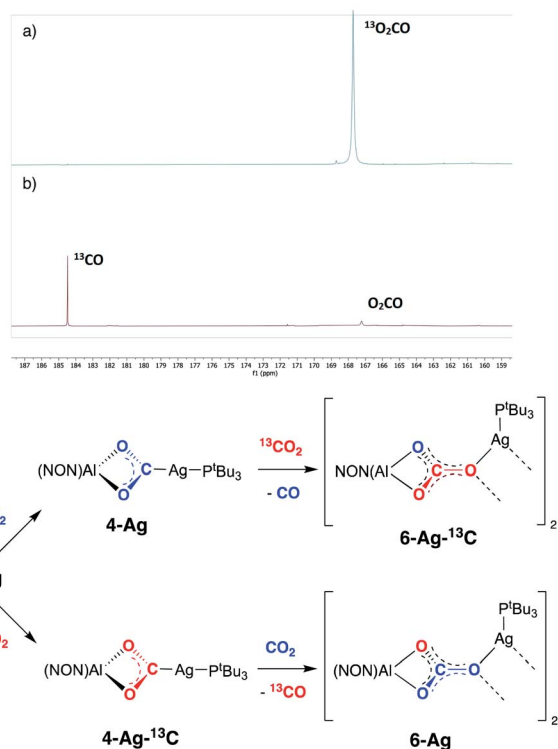 a)
¹³O₂CO
b)
¹³CO
O₂CO
187 186 185 184 183 182 181 180 179 178 177 176 175 174 173 172 171 170 169 168 167 166 165 164 163 162 161 160 159
f1 (ppm)
PᵗBu₃
Ag
O O
(NON)Al C Ag PᵗBu₃
¹³CO₂
- CO
NON(Al O O C O
2
4-Ag
6-Ag-¹³C
PᵗBu₃
Ag
O O
(NON)Al C Ag PᵗBu₃
CO₂
- ¹³CO
(NON)Al O O C O
2
4-Ag-¹³C
6-Ag